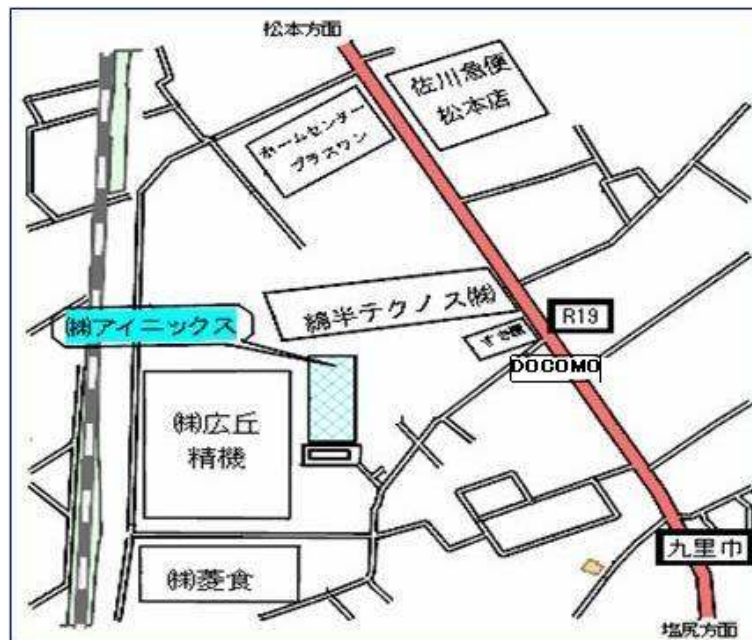 松本方面
佐川急便
松本店
ホームセンター
プラスワン
綿半テクノス㈱
R19
㈱アイニックス
DOCOMO
㈱広丘
精機
九里巾
㈱菱食
塩尻方面